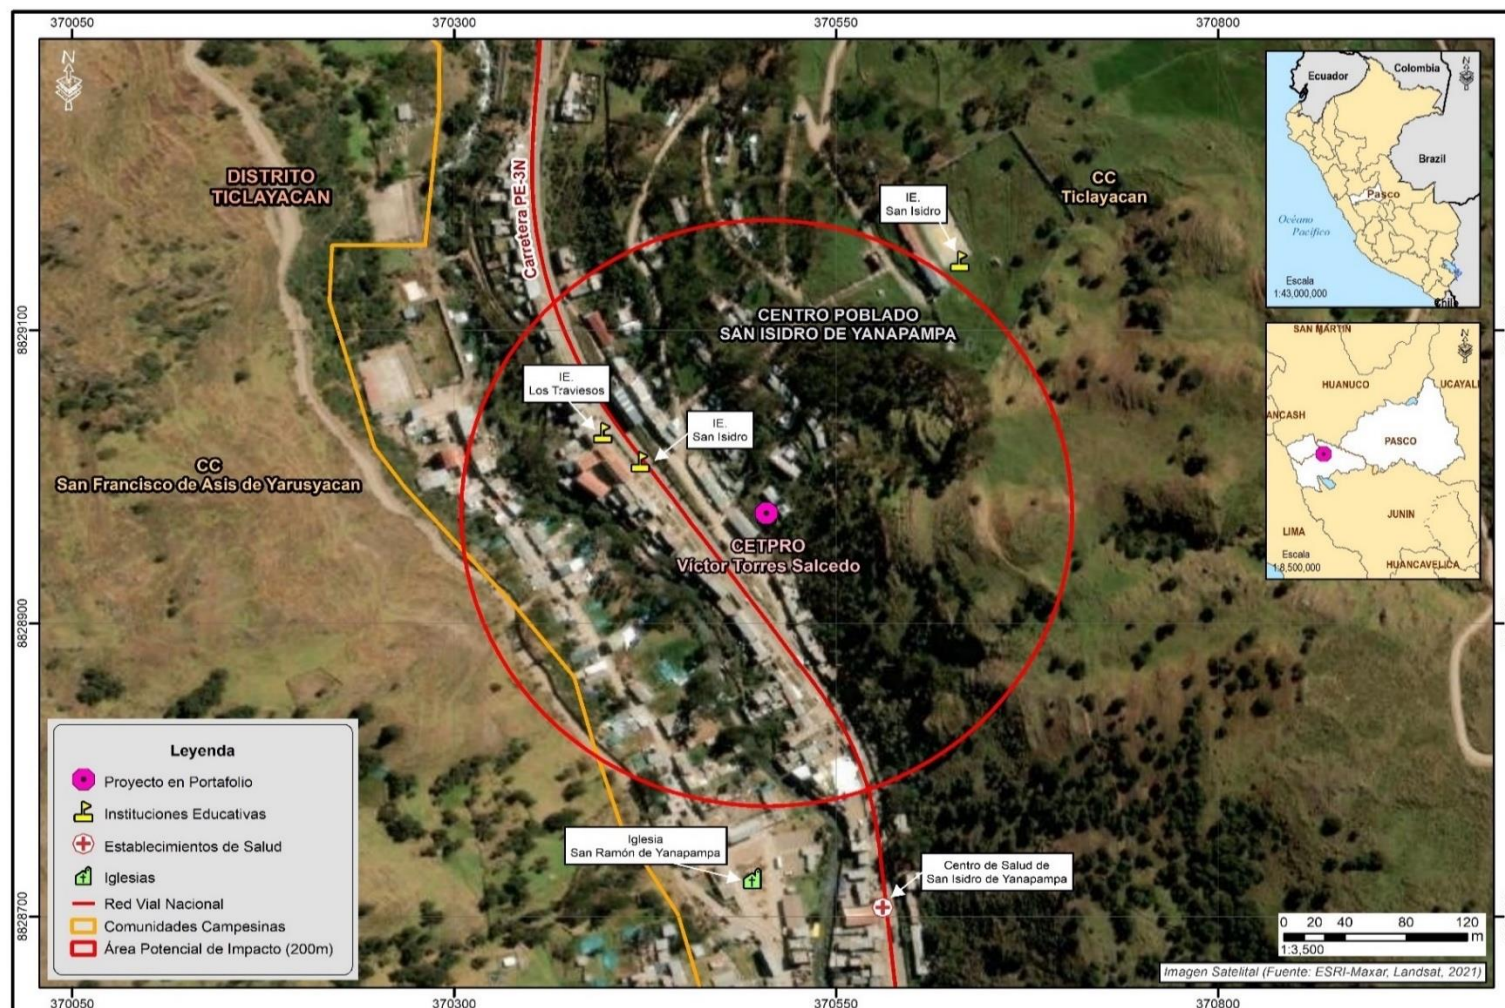 370050
370300
370550
370800
N
DISTRITO
TICLAYACAN
Carretera PE-3N
IE.
San Isidro
CC
Ticlayacan
CENTRO POBLADO
SAN ISIDRO DE YANAPAMPA
8829100
IE.
Los Traviesos
IE.
San Isidro
CC
San Francisco de Asis de Yarusyacan
CETPRO
Víctor Torres Salcedo
8828900
Iglesia
San Ramón de Yanapampa
Centro de Salud de
San Isidro de Yanapampa
8828700
Leyenda
Proyecto en Portafolio
Instituciones Educativas
Establecimientos de Salud
Iglesias
Red Vial Nacional
Comunidades Campesinas
Área Potencial de Impacto (200m)
Ecuador
Colombia
N
Brazil
Pasco
Océano
Pacífico
Escala
1:43,000,000
Chile
SAN MARTIN
N
HUANUCO
UCAYALI
ANCASH
PASCO
JUNIN
LIMA
Escala
1:8,500,000
HUANCAVELICA
0 20 40 80 120
m
1:3,500
Imagen Satelital (Fuente: ESRI-Maxar, Landsat, 2021)
370050
370300
370550
370800